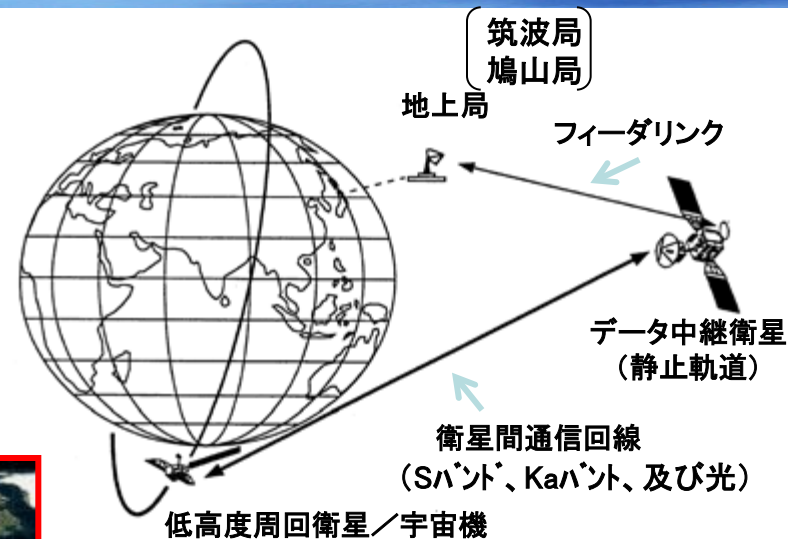 筑波局
鳩山局
地上局
フィーダリンク
データ中継衛星
（静止軌道）
衛星間通信回線
（Sﾊﾞﾝﾄﾞ、Kaﾊﾞﾝﾄ、及び光）
低高度周回衛星／宇宙機